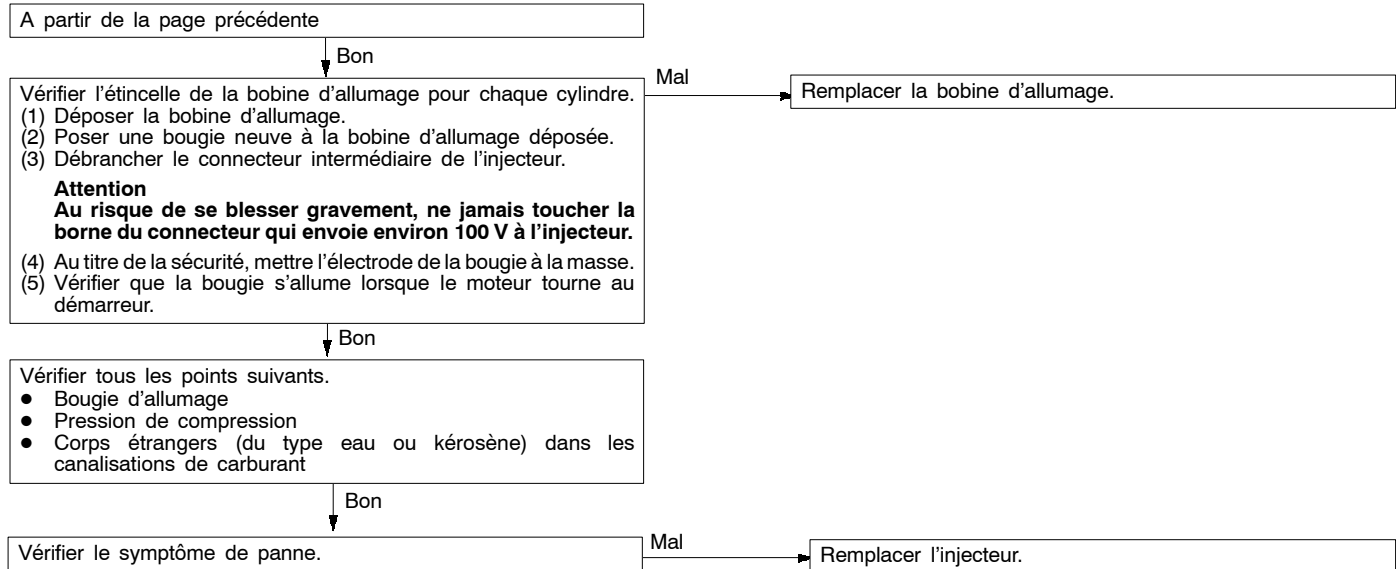 A partir de la page précédente
Bon
Vérifier l'étincelle de la bobine d'allumage pour chaque cylindre.
(1) Déposer la bobine d'allumage.
(2) Poser une bougie neuve à la bobine d'allumage déposée.
(3) Débrancher le connecteur intermédiaire de l'injecteur.
Attention
Au risque de se blesser gravement, ne jamais toucher la
borne du connecteur qui envoie environ 100 V à l'injecteur.
(4) Au titre de la sécurité, mettre l'électrode de la bougie à la masse.
(5) Vérifier que la bougie s'allume lorsque le moteur tourne au
démarreur.
Mal
Remplacer la bobine d'allumage.
Bon
Vérifier tous les points suivants.
● Bougie d'allumage
● Pression de compression
● Corps étrangers (du type eau ou kérosène) dans les
canalisations de carburant
Bon
Vérifier le symptôme de panne.
Mal
Remplacer l'injecteur.